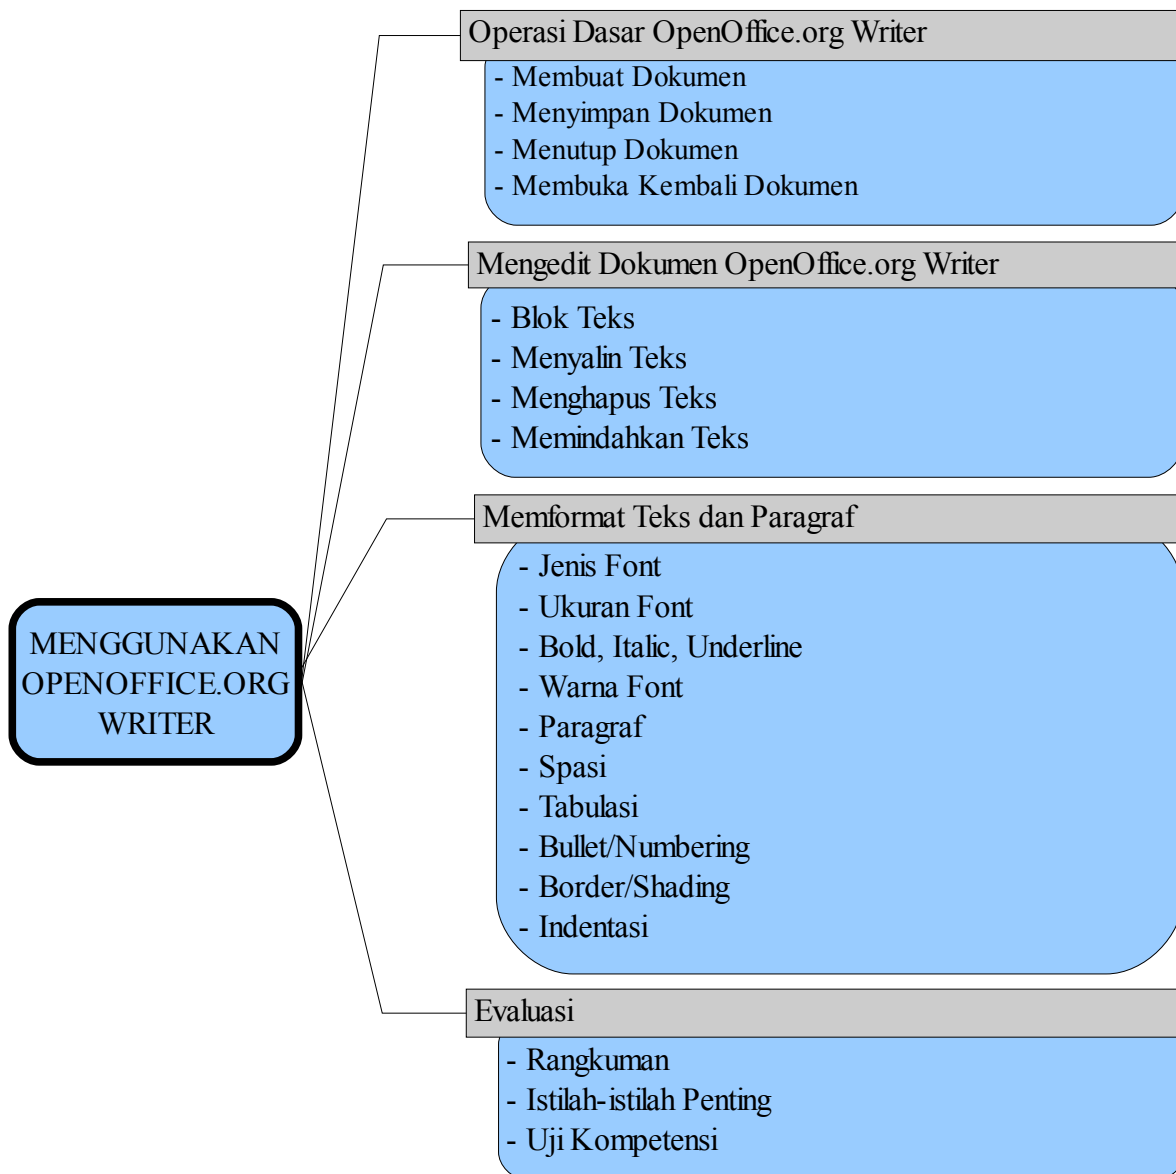 Operasi Dasar OpenOffice.org Writer
- Membuat Dokumen
- Menyimpan Dokumen
- Menutup Dokumen
- Membuka Kembali Dokumen
Mengedit Dokumen OpenOffice.org Writer
- Blok Teks
- Menyalin Teks
- Menghapus Teks
- Memindahkan Teks
Memformat Teks dan Paragraf
- Jenis Font
- Ukuran Font
- Bold, Italic, Underline
- Warna Font
- Paragraf
- Spasi
- Tabulasi
- Bullet/Numbering
- Border/Shading
- Indentasi
MENGGUNAKAN
OPENOFFICE.ORG
WRITER
Evaluasi
- Rangkuman
- Istilah-istilah Penting
- Uji Kompetensi